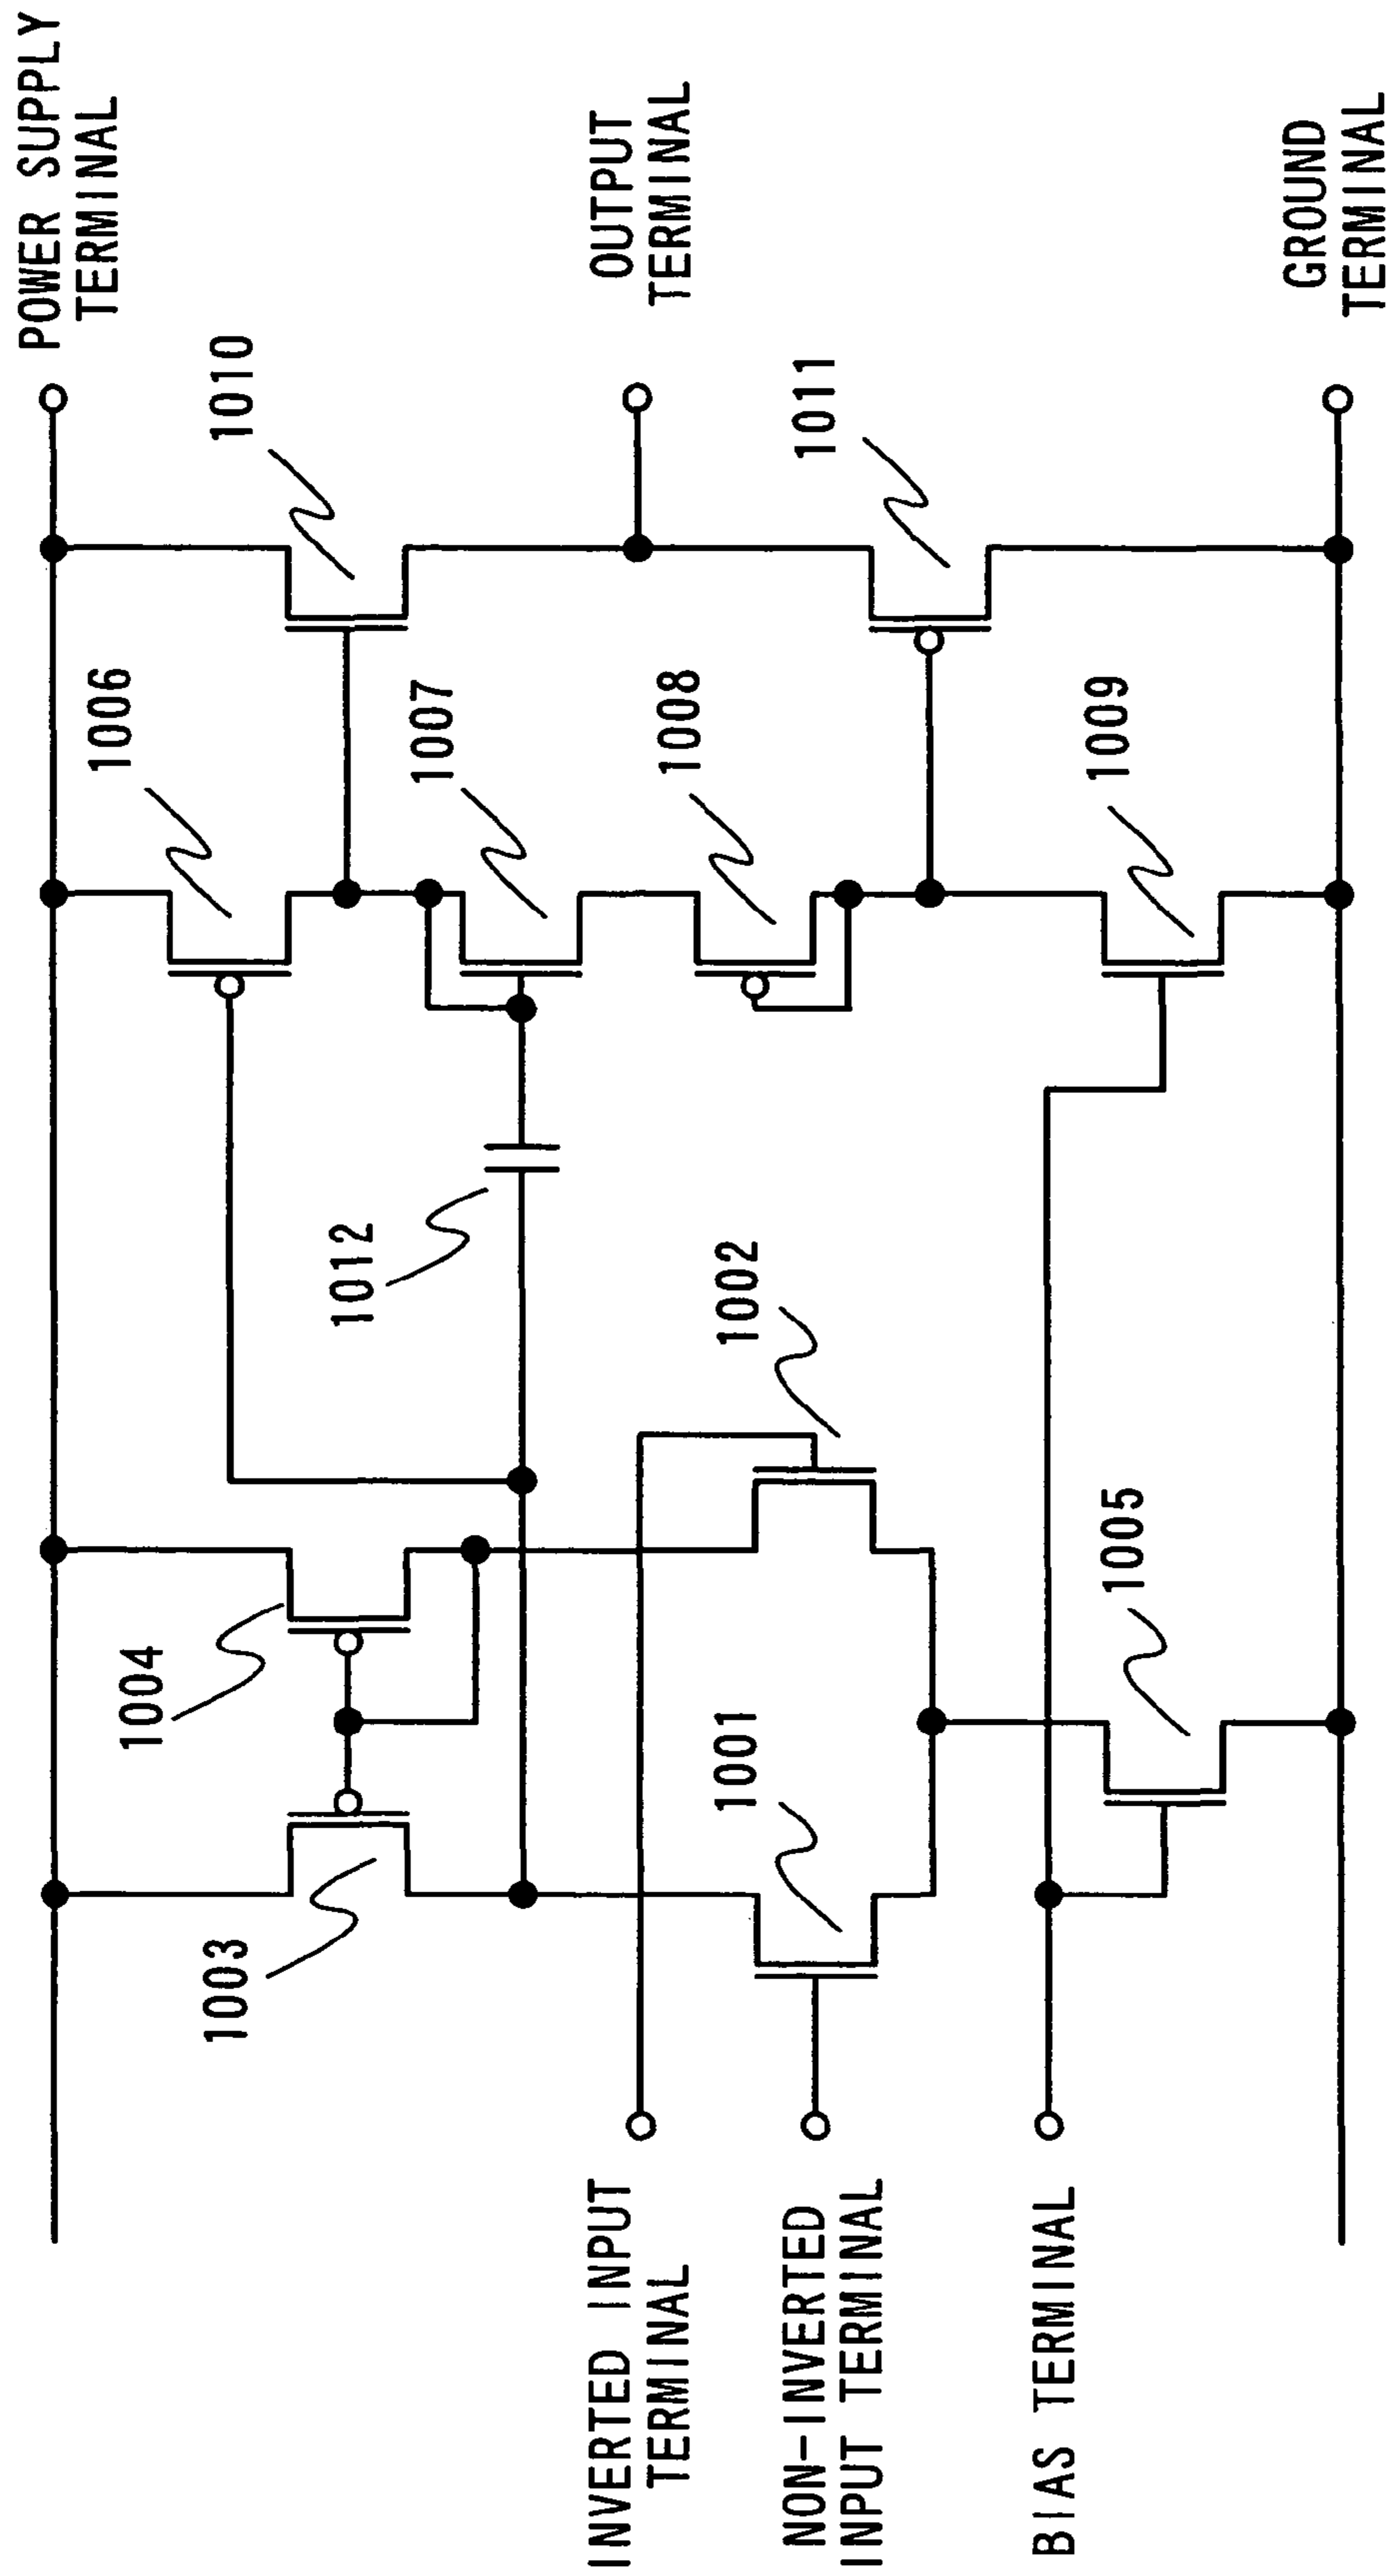 POWER SUPPLY
TERMINAL
OUTPUT
TERMINAL
GROUND
TERMINAL
1010
1011
1006
1007
1008
1009
1012
1002
1004
1005
1003
1001
INVERTED INPUT
TERMINAL
NON-INVERTED
INPUT TERMINAL
BIAS TERMINAL